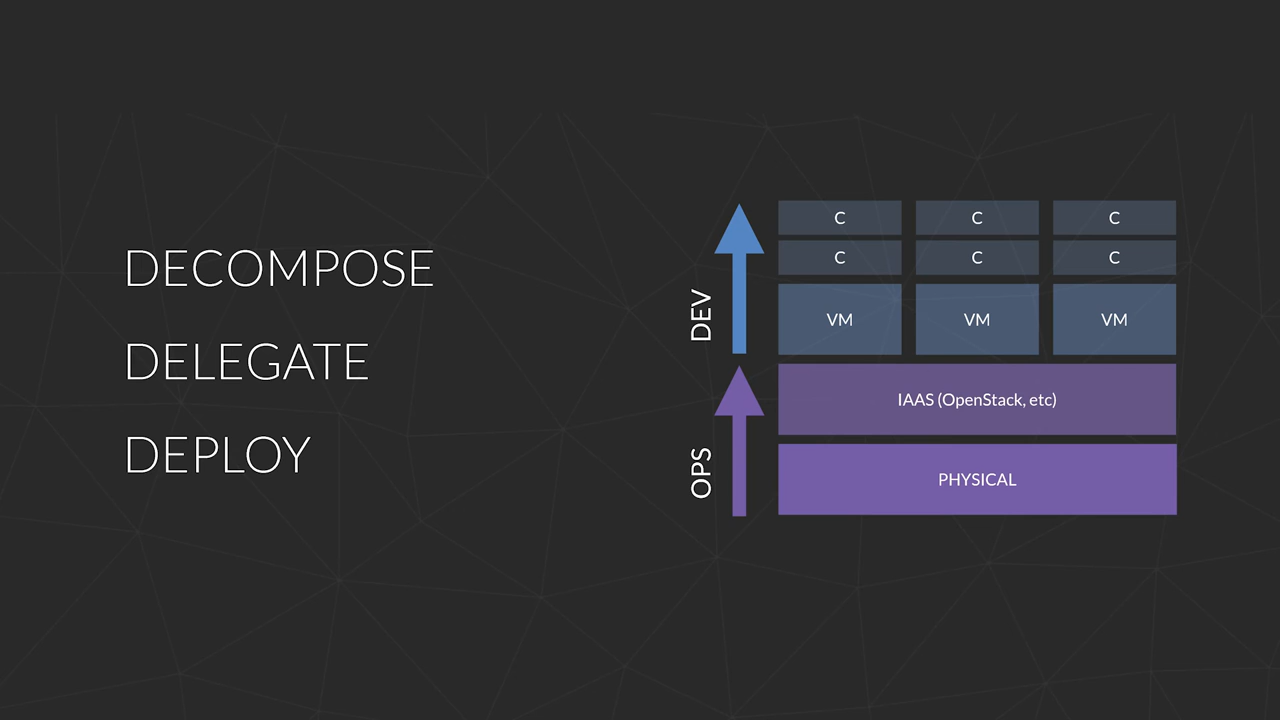 DECOMPOSE
DELEGATE
DEPLOY
DEV
OPS
C C C
C C C
VM VM VM
IAAS (OpenStack, etc)
PHYSICAL